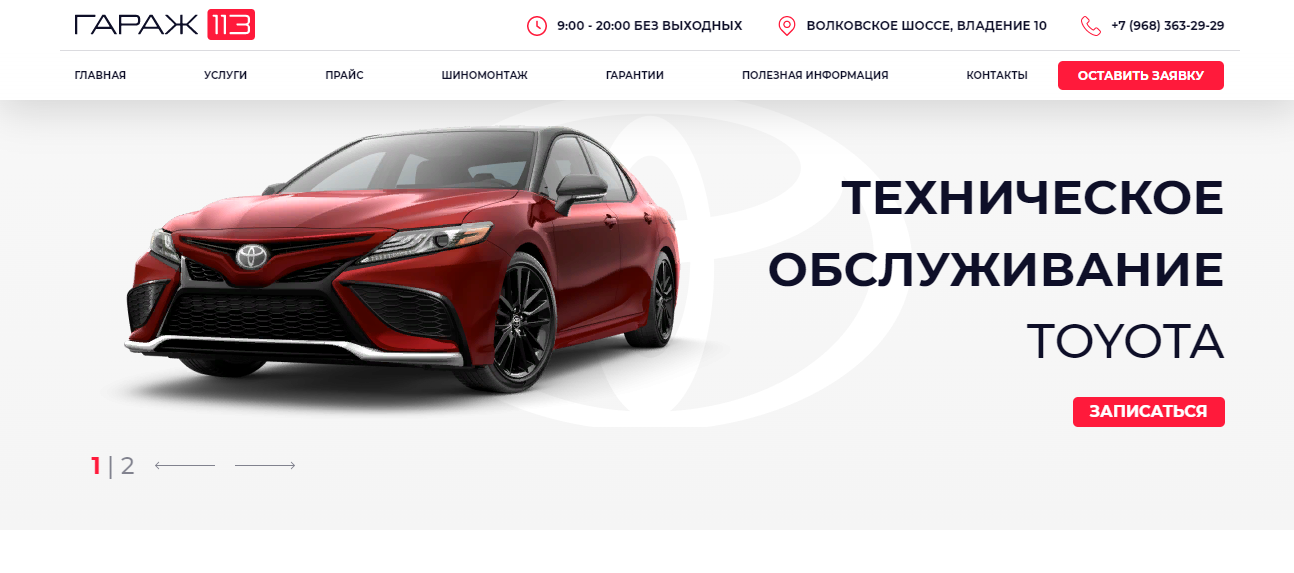 ГАРАЖ 113
9:00 - 20:00 БЕЗ ВЫХОДНЫХ
ВОЛКОВСКОЕ ШОССЕ, ВЛАДЕНИЕ 10
+7 (968) 363-29-29
ГЛАВНАЯ
УСЛУГИ
ПРАЙС
ШИНОМОНТАЖ
ГАРАНТИИ
ПОЛЕЗНАЯ ИНФОРМАЦИЯ
КОНТАКТЫ
ОСТАВИТЬ ЗАЯВКУ
ТЕХНИЧЕСКОЕ
ОБСЛУЖИВАНИЕ
TOYOTA
ЗАПИСАТЬСЯ
1 | 2